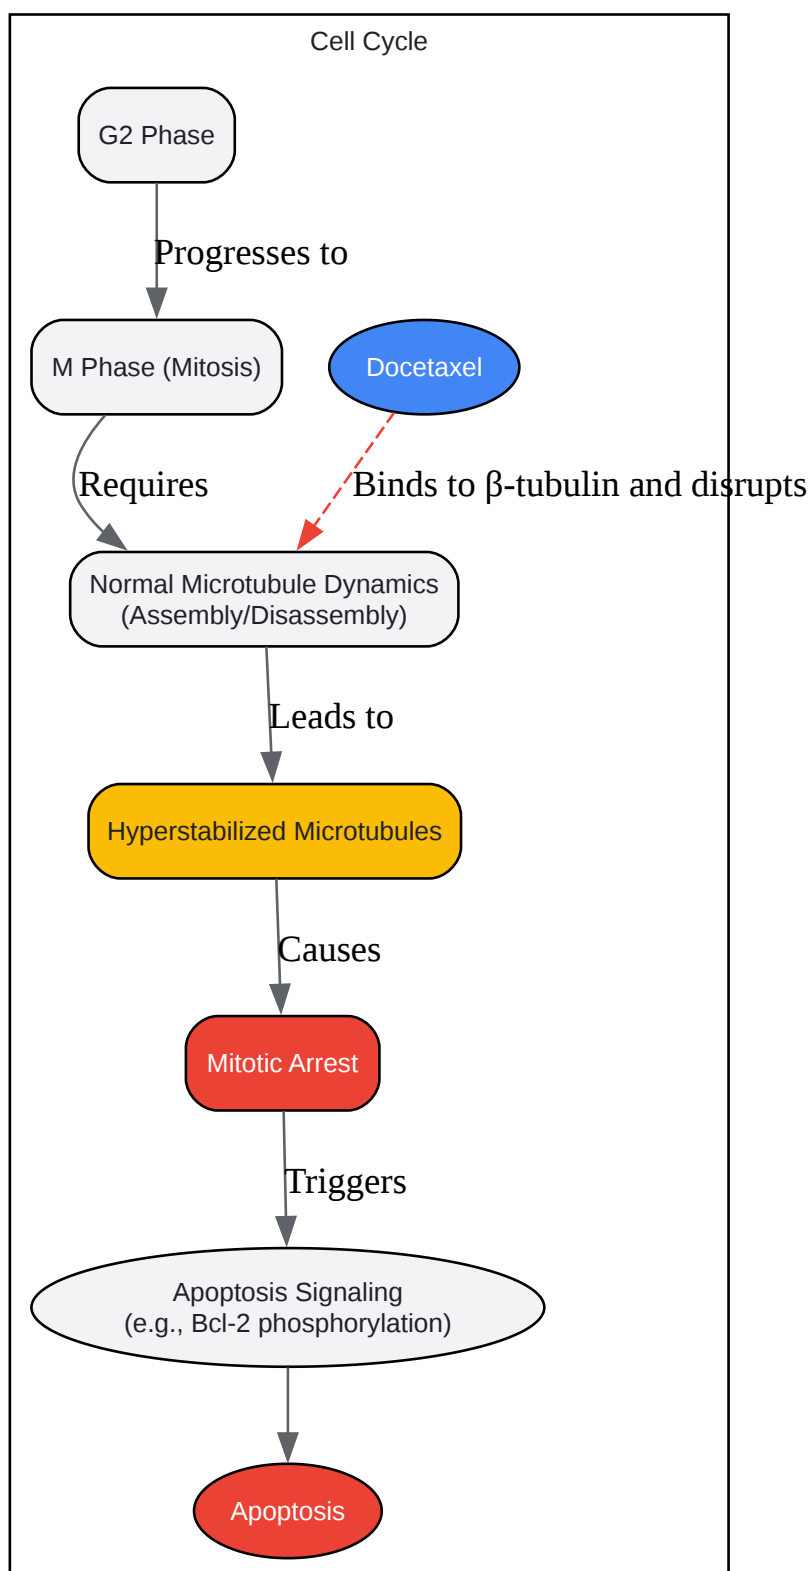 Cell Cycle
G2 Phase
Progresses to
M Phase (Mitosis)
Docetaxel
Requires
Binds to β-tubulin and disrupts
Normal Microtubule Dynamics
(Assembly/Disassembly)
Leads to
Hyperstabilized Microtubules
Causes
Mitotic Arrest
Triggers
Apoptosis Signaling
(e.g., Bcl-2 phosphorylation)
Apoptosis